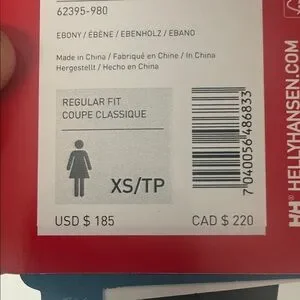 62395-980
EBONY / ÉBÈNE / EBENHOLZ / EBANO
Made in China / Fabriqué en Chine / In China
Hergestellt / Hecho en China
REGULAR FIT
COUPE CLASSIQUE
XS/TP
7 040056 486833
USD $ 185
CAD $ 220
HH® HELLYHANSEN.COM